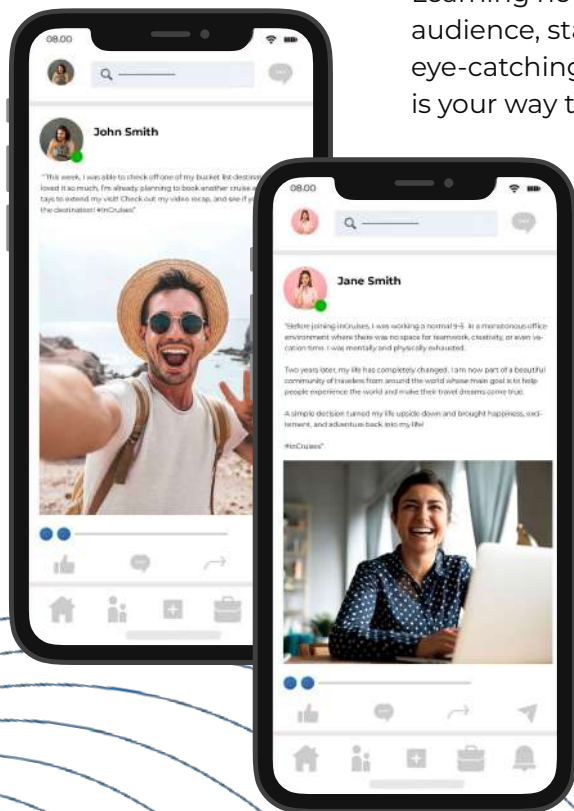 Learning how
audience, sta
eye-catching
is your way t
08.00
John Smith
"This week, I was able to check off one of my bucket list destinat
loved it so much, I'm already planning to book another cruise a
tays to extend my visit! Check out my video recap, and see if yo
the destination! #inCruises"
08.00
Jane Smith
"Before joining inCruises, I was working a normal 9-5 in a monotonous office
environment where there was no space for teamwork, creativity, or even va-
cation time. I was mentally and physically exhausted.
Two years later, my life has completely changed. I am now part of a beautiful
community of travelers from around the world whose main goal is to help
people experience the world and make their travel dreams come true.
A simple decision turned my life upside down and brought happiness, exci-
tement, and adventure back into my life!
#inCruises"